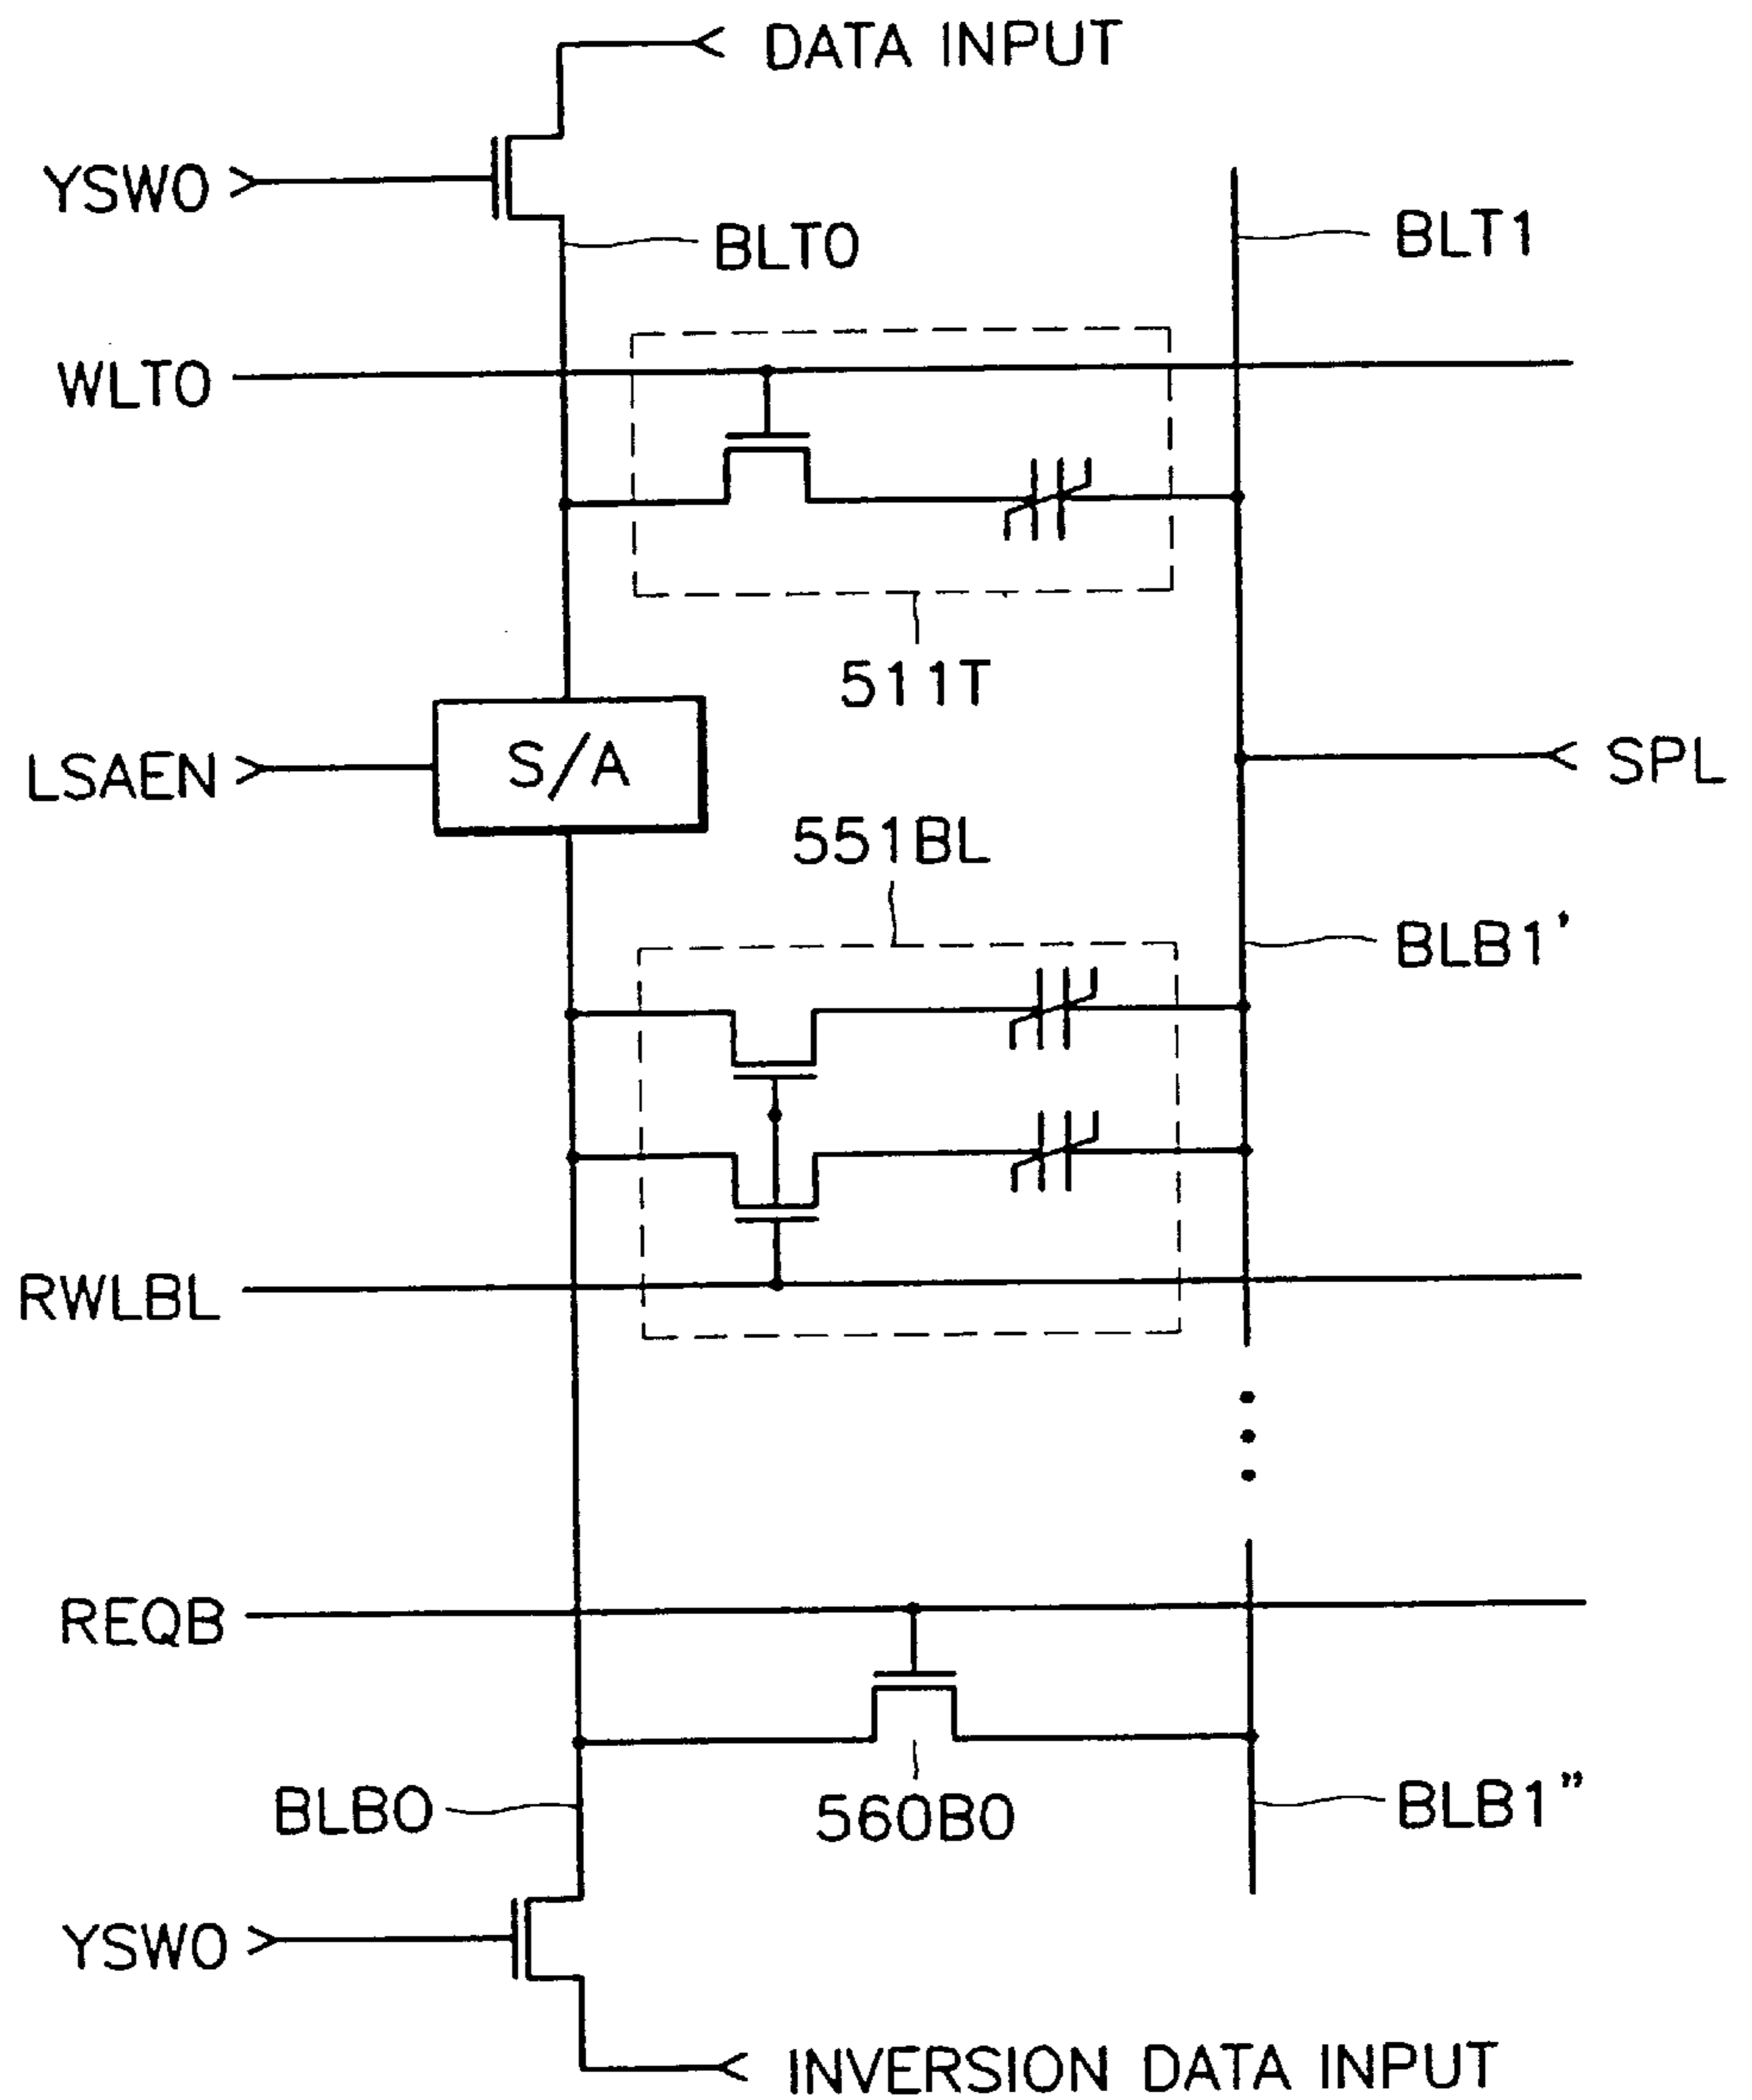 DATA INPUT
YSW0
BLT0
BLT1
WLT0
511T
LSAEN
S/A
SPL
551BL
BLB1'
RWLBL
REQB
BLB0
560B0
BLB1"
YSW0
INVERSION DATA INPUT